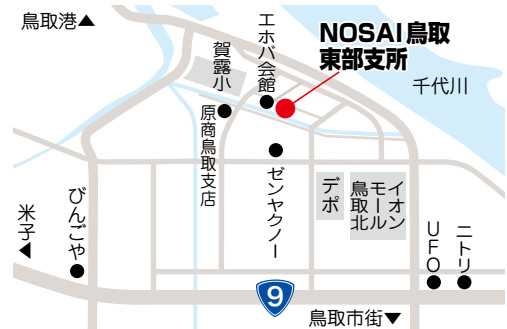 鳥取港▲
エホバ会館
NOSAI鳥取
東部支所
賀露小
千代川
原商鳥取支店
ゼンヤクノー
デポ
イオン
モール
鳥取北
びんごや
米子▼
UFO
ニトリ
9
鳥取市街▼